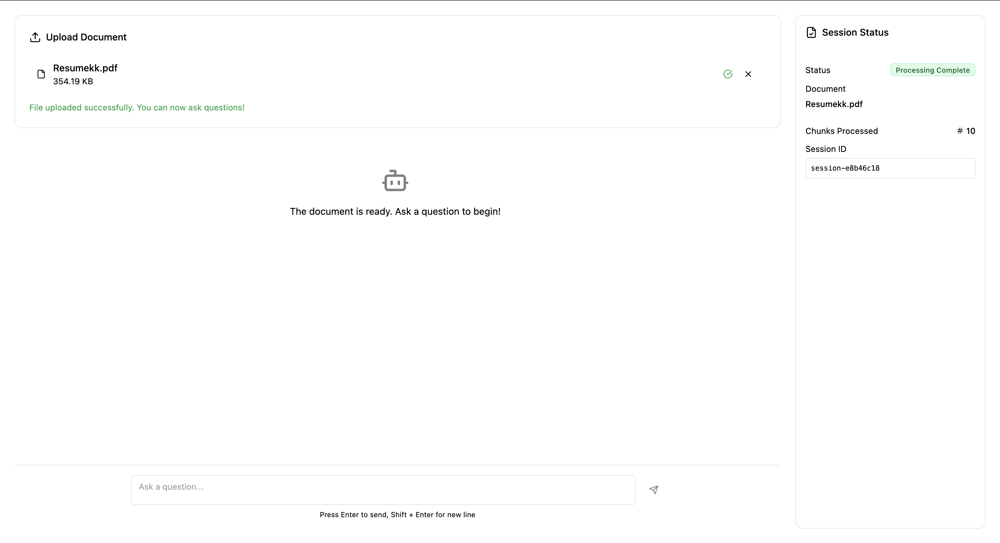 Upload Document
Resumekk.pdf
354.19 KB
File uploaded successfully. You can now ask questions!
The document is ready. Ask a question to begin!
Ask a question...
Press Enter to send, Shift + Enter for new line
Session Status
Status Processing Complete
Document
Resumekk.pdf
Chunks Processed # 10
Session ID
session-e8b46c18